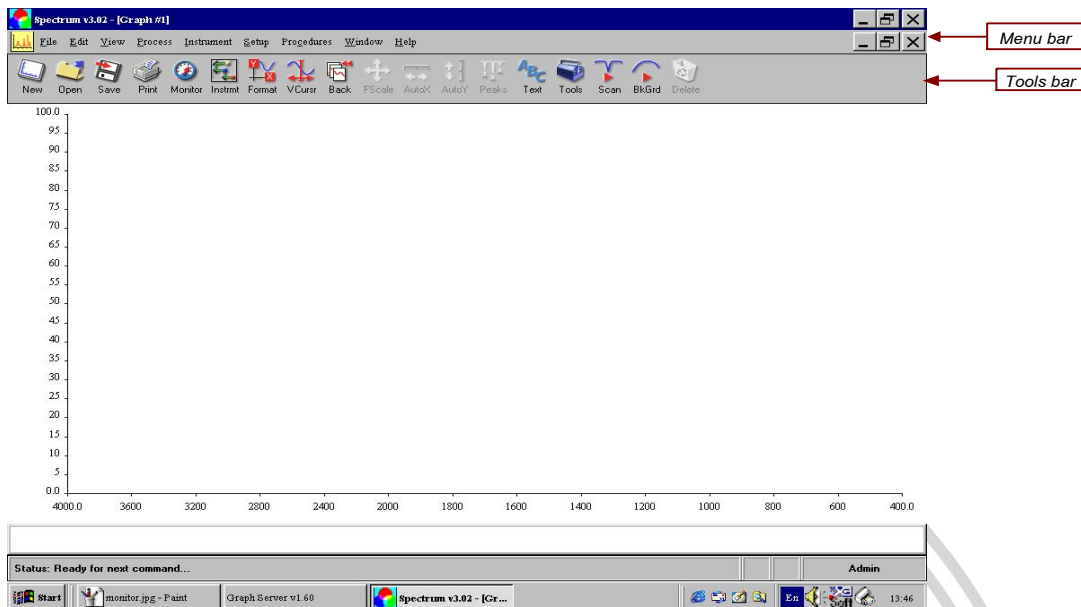 Spectrum v3.02 - [Graph #1]
File Edit View Process Instrument Setup Procedures Window Help
Menu bar
New Open Save Print Monitor Instrmt Format VCursr Back FScale AutoX AutoY Peaks Text Tools Scan BkGrd Delete
Tools bar
100.0
95
90
85
80
75
70
65
60
55
50
45
40
35
30
25
20
15
10
5
0.0
4000.0 3600 3200 2800 2400 2000 1800 1600 1400 1200 1000 800 600 400.0
Status: Ready for next command... Admin
Start monitor.jpg - Paint Graph Server v1.60 Spectrum v3.02 - [Gr... En Soft 13:46